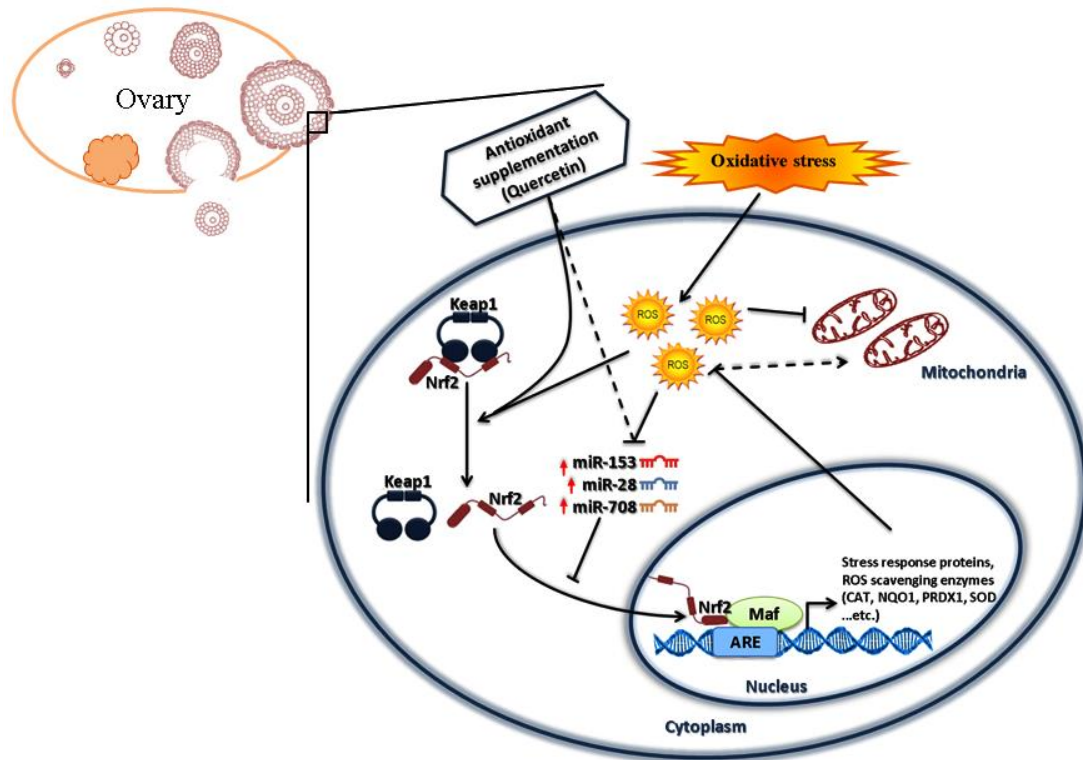 Ovary
Antioxidant
supplementation
(Quercetin)
Oxidative stress
Keap1
Nrf2
ROS
ROS
ROS
Mitochondria
Keap1
Nrf2
miR-153
miR-28
miR-708
Stress response proteins,
ROS scavenging enzymes
(CAT, NQO1, PRDX1, SOD
...etc.)
Nrf2
Maf
ARE
Nucleus
Cytoplasm